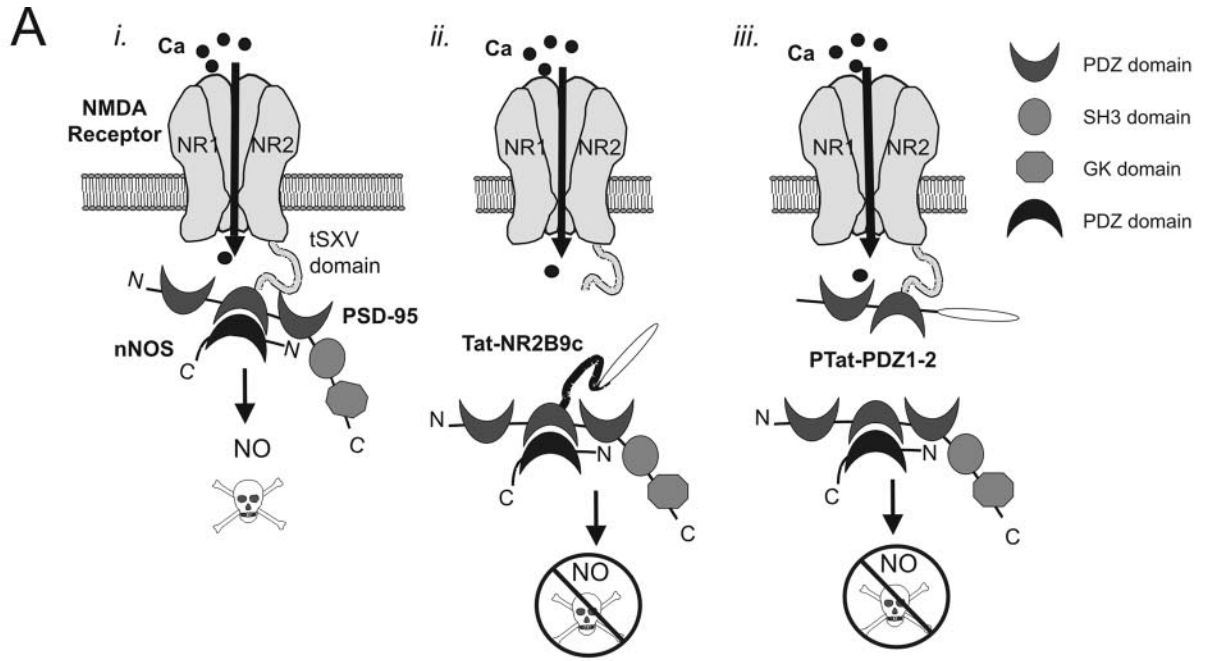 A
i.
Ca
NMDA
Receptor
NR1
NR2
tSXV
domain
N
PSD-95
nNOS
N
C
C
NO
ii.
Ca
NR1
NR2
Tat-NR2B9c
N
N
C
C
NO
iii.
Ca
NR1
NR2
PTat-PDZ1-2
N
N
C
C
NO
PDZ domain
SH3 domain
GK domain
PDZ domain